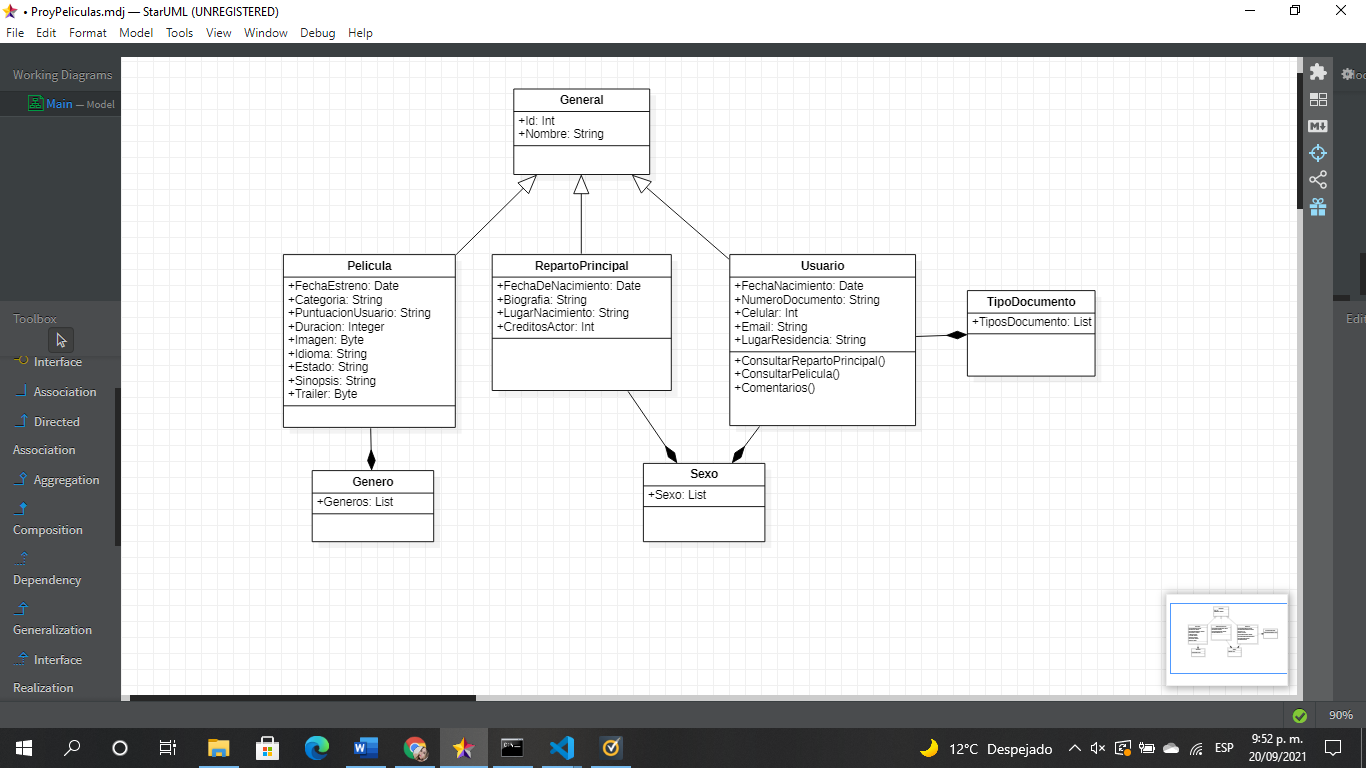 • ProyPeliculas.mdj — StarUML (UNREGISTERED)
File Edit Format Model Tools View Window Debug Help
Working Diagrams
Main — Model
Toolbox
Interface
Association
Directed
Association
Aggregation
Composition
Dependency
Generalization
Interface
Realization
General
+Id: Int
+Nombre: String
Pelicula
+FechaEstreno: Date
+Categoria: String
+PuntuacionUsuario: String
+Duracion: Integer
+Imagen: Byte
+Idioma: String
+Estado: String
+Sinopsis: String
+Trailer: Byte
RepartoPrincipal
+FechaDeNacimiento: Date
+Biografia: String
+LugarNacimiento: String
+CreditosActor: Int
Usuario
+FechaNacimiento: Date
+NumeroDocumento: String
+Celular: Int
+Email: String
+LugarResidencia: String
+ConsultarRepartoPrincipal()
+ConsultarPelicula()
+Comentarios()
TipoDocumento
+TiposDocumento: List
Genero
+Generos: List
Sexo
+Sexo: List
M
Edi
90%
12°C Despejado
ESP
9:52 p. m.
20/09/2021